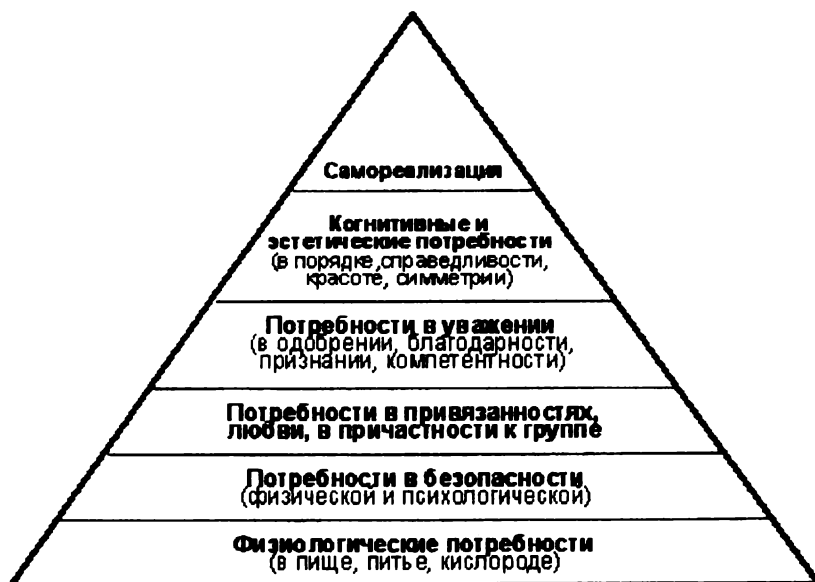 Самореализация
Когнитивные и
эстетические потребности
(в порядке,справедливости,
красоте, симметрии)
Потребности в уважении
(в одобрении, благодарности,
признании, компетентности)
Потребности в привязанностях,
любви, в причастности к группе
Потребности в безопасности
(физической и психологической)
Физиологические потребности
(в пище, питье, кислороде)